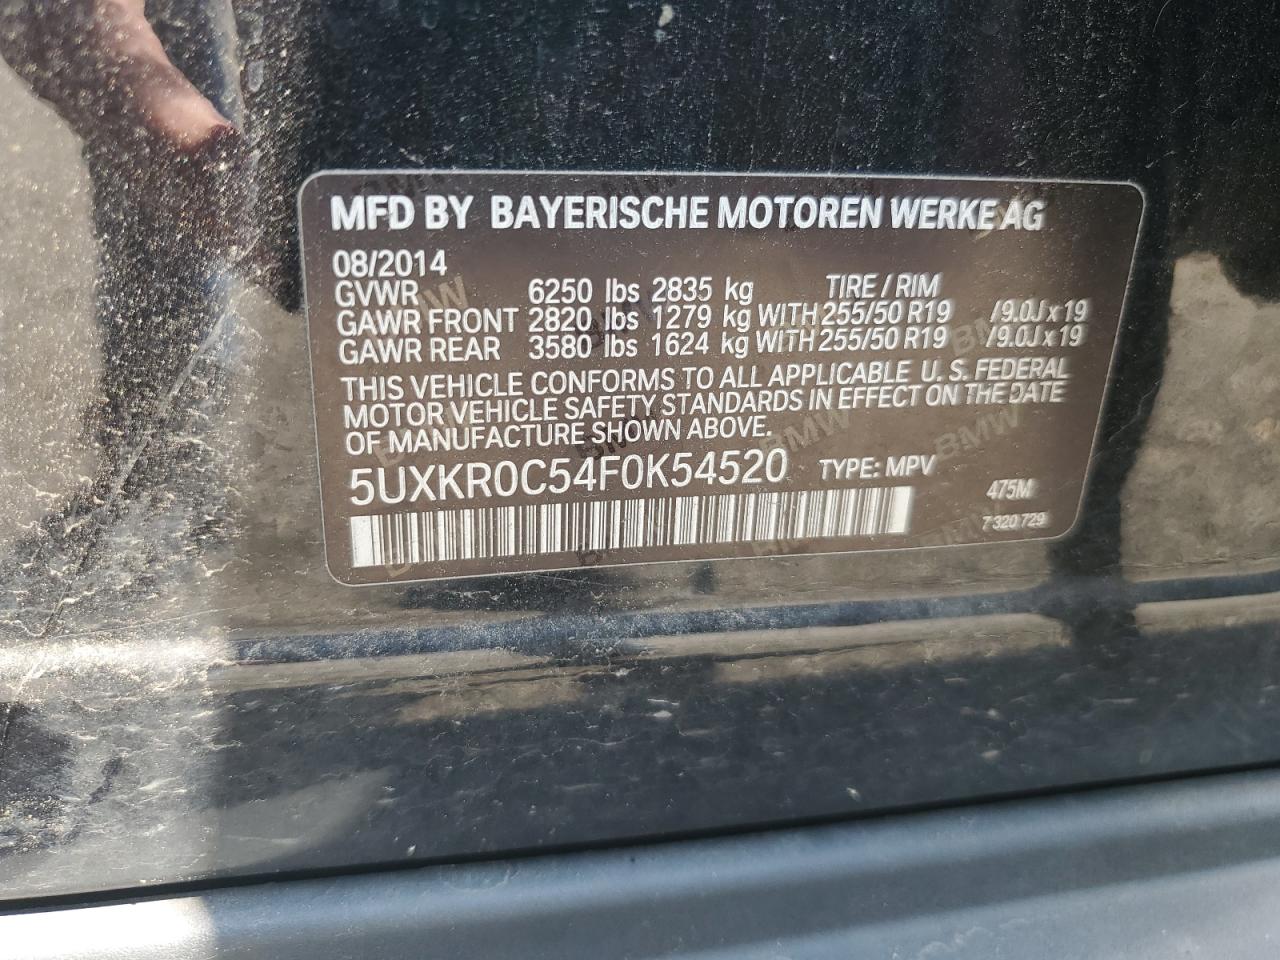 MFD BY BAYERISCHE MOTOREN WERKE AG
08/2014
GVWR 6250 lbs 2835 kg TIRE / RIM
GAWR FRONT 2820 lbs 1279 kg WITH 255/50 R19 /9.0J x 19
GAWR REAR 3580 lbs 1624 kg WITH 255/50 R19 /9.0J x 19
THIS VEHICLE CONFORMS TO ALL APPLICABLE U. S. FEDERAL
MOTOR VEHICLE SAFETY STANDARDS IN EFFECT ON THE DATE
OF MANUFACTURE SHOWN ABOVE.
5UXKR0C54F0K54520 TYPE: MPV
475M
7 320 729